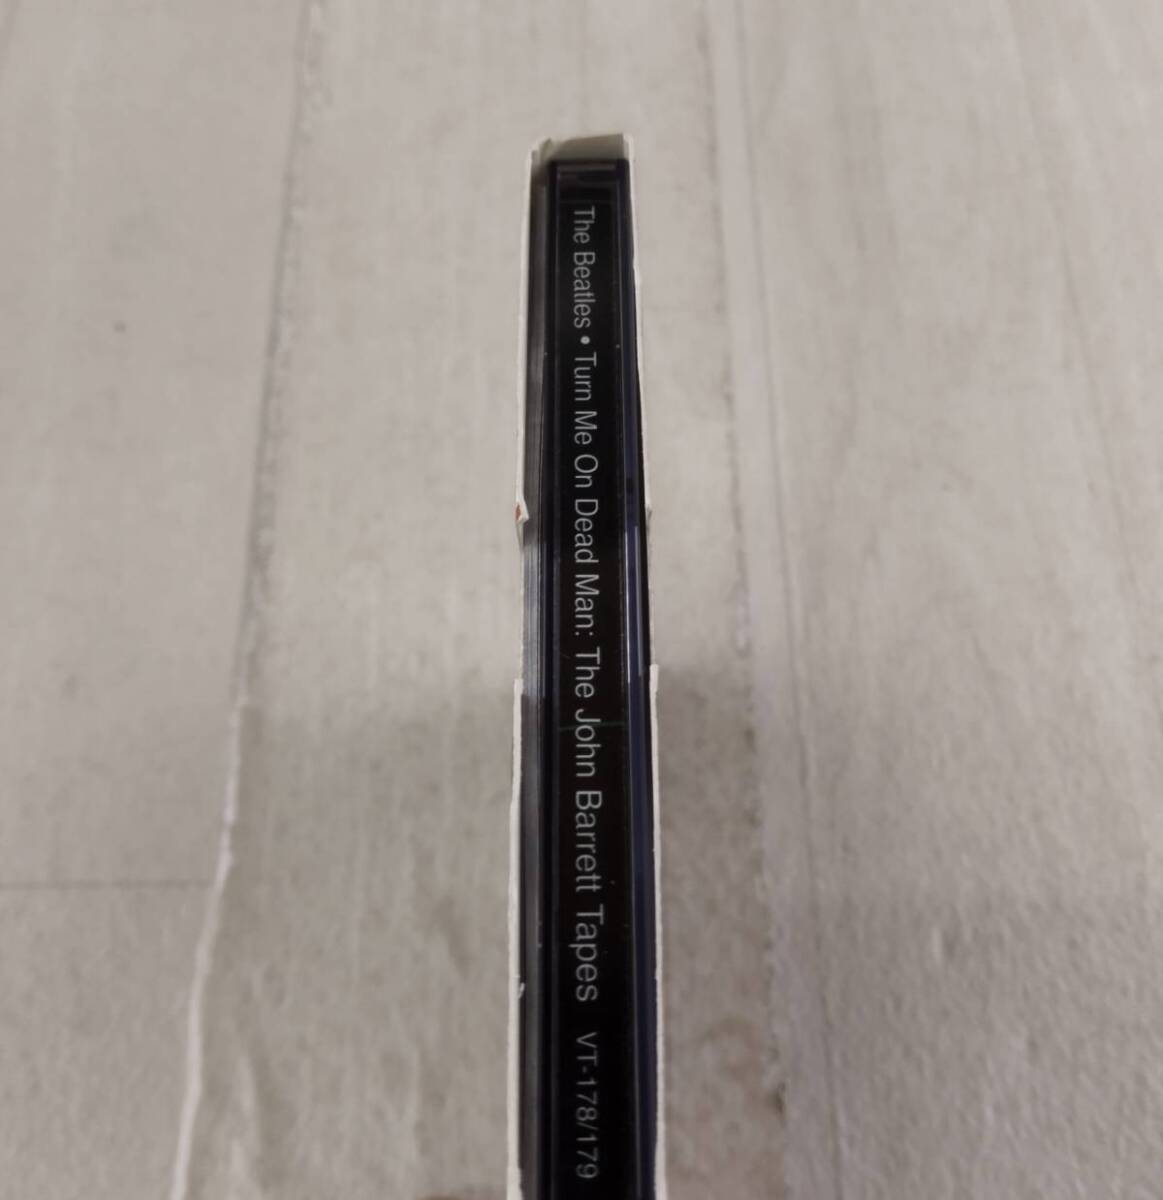 The Beatles • Turn Me On Dead Man: The John Barrett Tapes VT-178/179